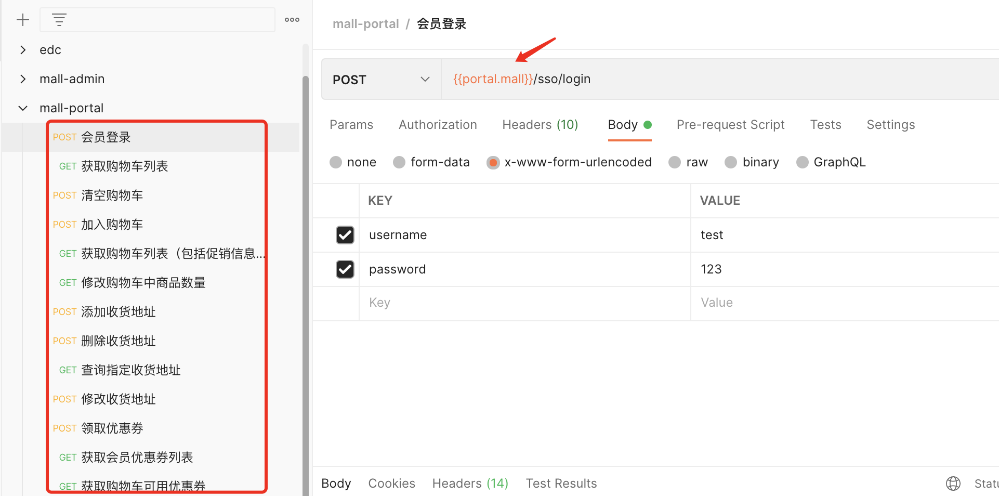 edc
mall-admin
mall-portal
POST 会员登录
GET 获取购物车列表
POST 清空购物车
POST 加入购物车
GET 获取购物车列表（包括促销信息...
GET 修改购物车中商品数量
POST 添加收货地址
POST 删除收货地址
GET 查询指定收货地址
POST 修改收货地址
POST 领取优惠券
GET 获取会员优惠券列表
GET 获取购物车可用优惠券
mall-portal / 会员登录
POST {{portal.mall}}/sso/login
Params Authorization Headers (10) Body Pre-request Script Tests Settings
none form-data x-www-form-urlencoded raw binary GraphQL
KEY VALUE
username test
password 123
Key Value
Body Cookies Headers (14) Test Results Statu